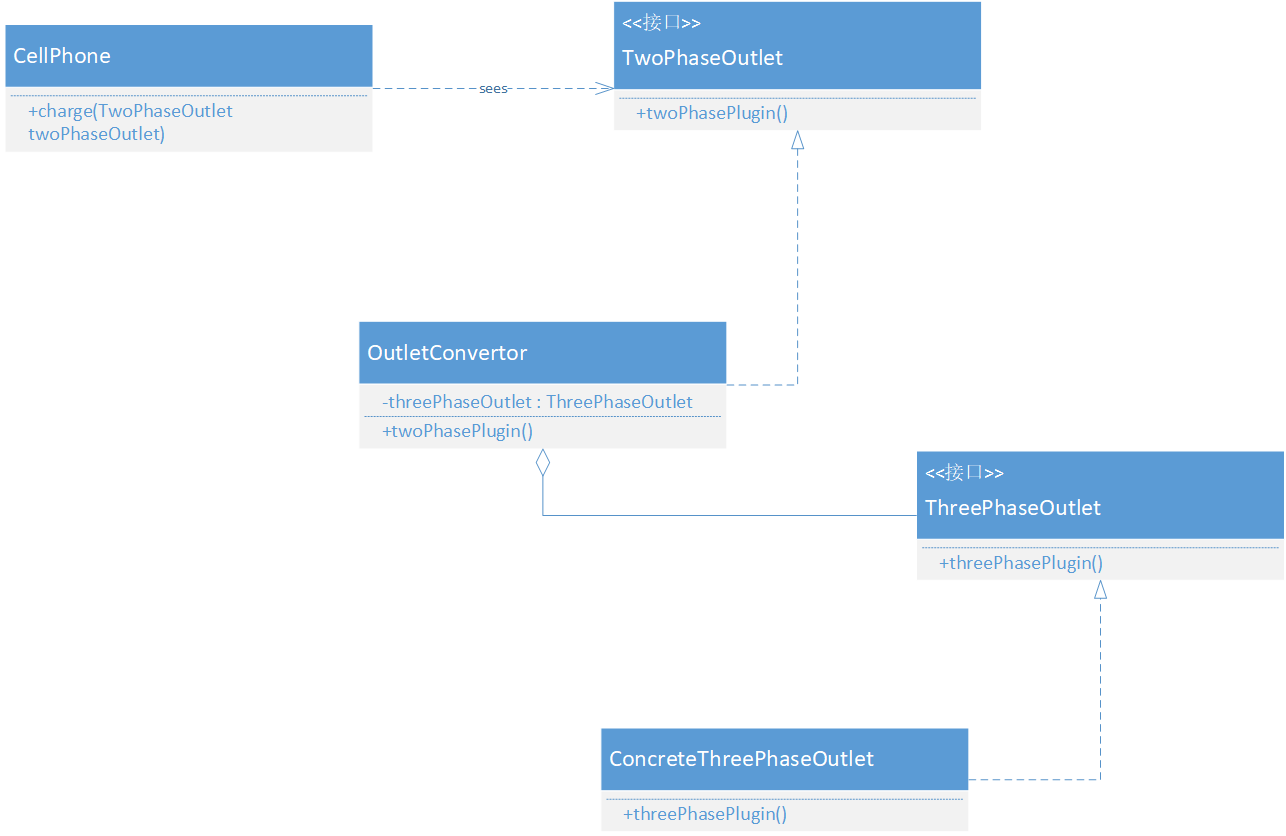 CellPhone
+charge(TwoPhaseOutlet
twoPhaseOutlet)
sees
<<接口>>
TwoPhaseOutlet
+twoPhasePlugin()
OutletConvertor
-threePhaseOutlet : ThreePhaseOutlet
+twoPhasePlugin()
<<接口>>
ThreePhaseOutlet
+threePhasePlugin()
ConcreteThreePhaseOutlet
+threePhasePlugin()